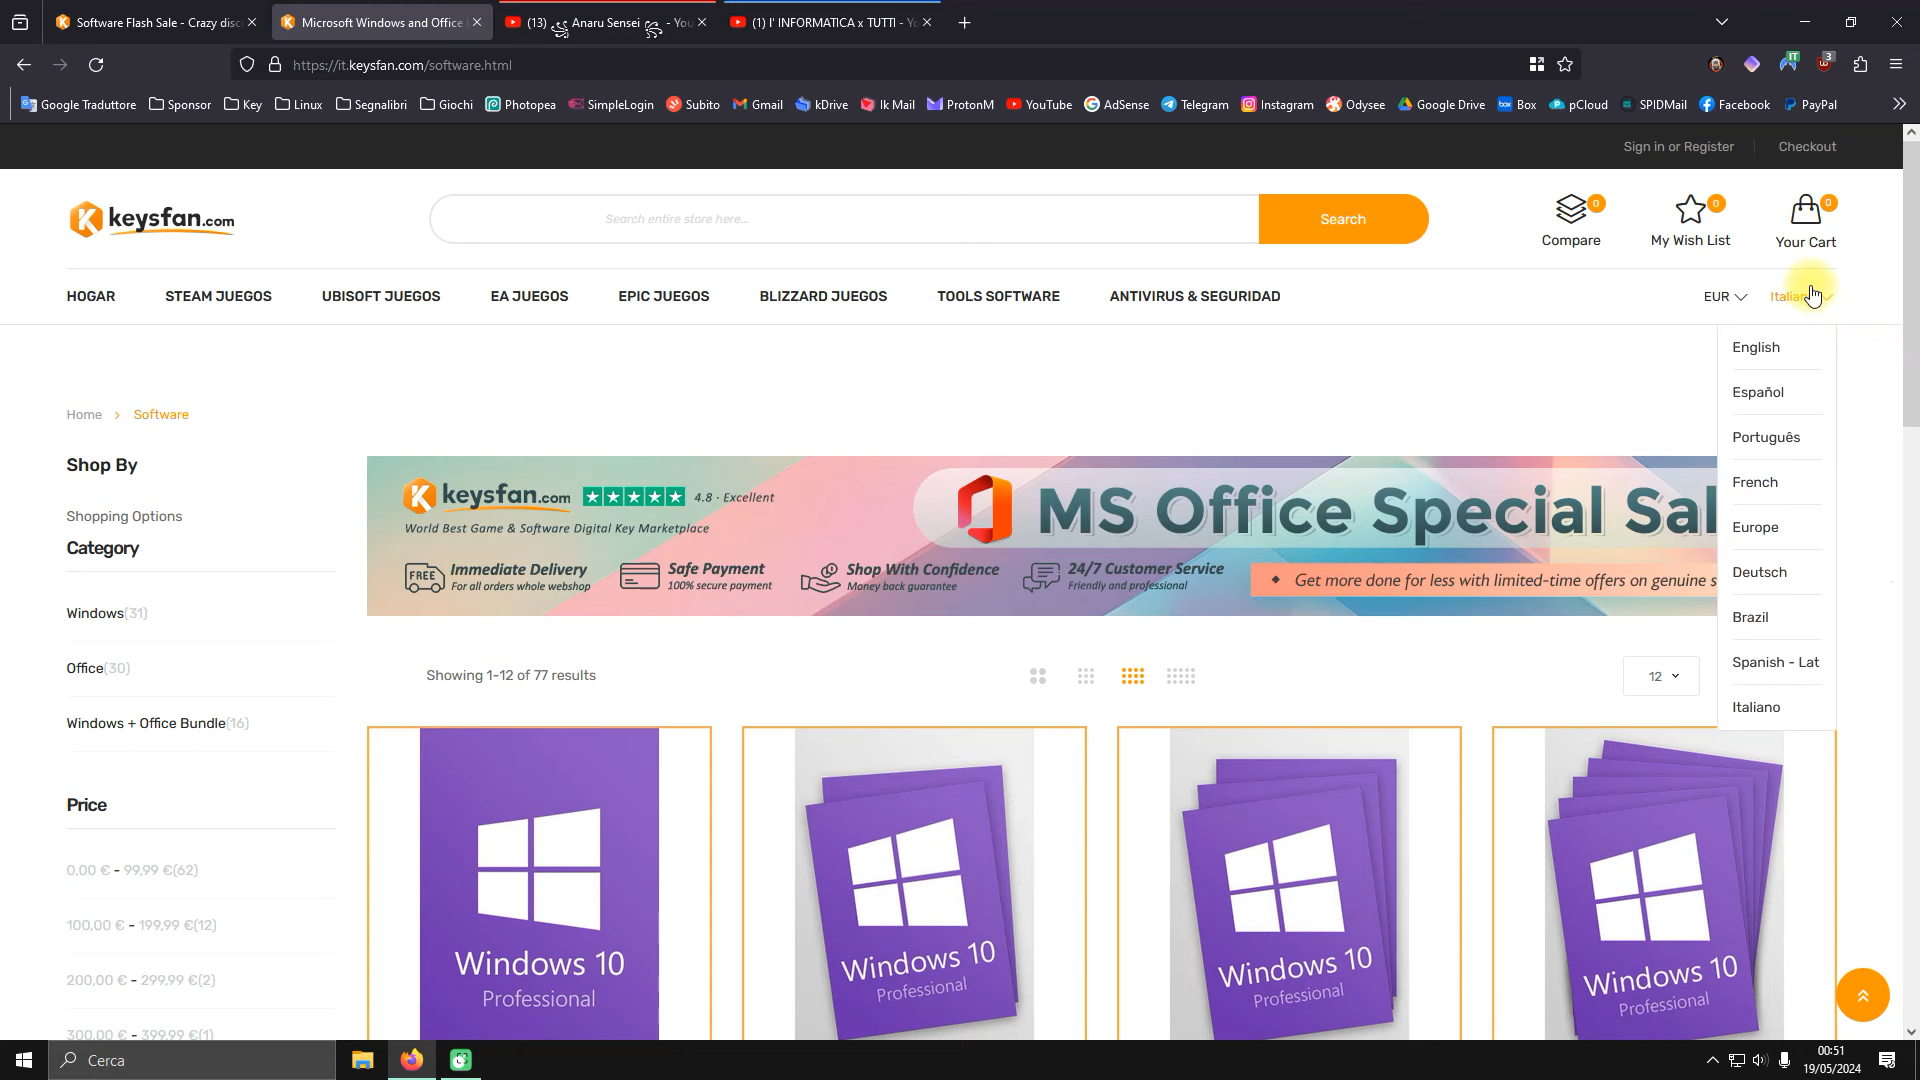 Software Flash Sale - Crazy disc
Microsoft Windows and Office
(13) Anaru Sensei - You
(1) I' INFORMATICA x TUTTI - Yo
https://it.keysfan.com/software.html
IT
3
Google Traduttore
Sponsor
Key
Linux
Segnalibri
Giochi
Photopea
SimpleLogin
Subito
Gmail
kDrive
Ik Mail
ProtonM
YouTube
AdSense
Telegram
Instagram
Odysee
Google Drive
Box
pCloud
SPIDMail
Facebook
PayPal
Sign in or Register
Checkout
keysfan.com
Search entire store here...
Search
0
Compare
0
My Wish List
0
Your Cart
HOGAR
STEAM JUEGOS
UBISOFT JUEGOS
EA JUEGOS
EPIC JUEGOS
BLIZZARD JUEGOS
TOOLS SOFTWARE
ANTIVIRUS & SEGURIDAD
EUR
English
Español
Português
French
Europe
Deutsch
Brazil
Spanish - Lat
Italiano
Home > Software
Shop By
Shopping Options
Category
Windows(31)
Office(30)
Windows + Office Bundle(16)
Price
0,00 € - 99,99 €(62)
100,00 € - 199,99 €(12)
200,00 € - 299,99 €(2)
300,00 € - 399,99 €(1)
keysfan.com
4.8 · Excellent
World Best Game & Software Digital Key Marketplace
FREE
Immediate Delivery
For all orders whole webshop
Safe Payment
100% secure payment
Shop With Confidence
Money back guarantee
24/7 Customer Service
Friendly and professional
MS Office Special Sal
Get more done for less with limited-time offers on genuine s
Showing 1-12 of 77 results
12
Windows 10
Professional
Windows 10
Professional
Windows 10
Professional
Windows 10
Professional
Cerca
00:51
19/05/2024